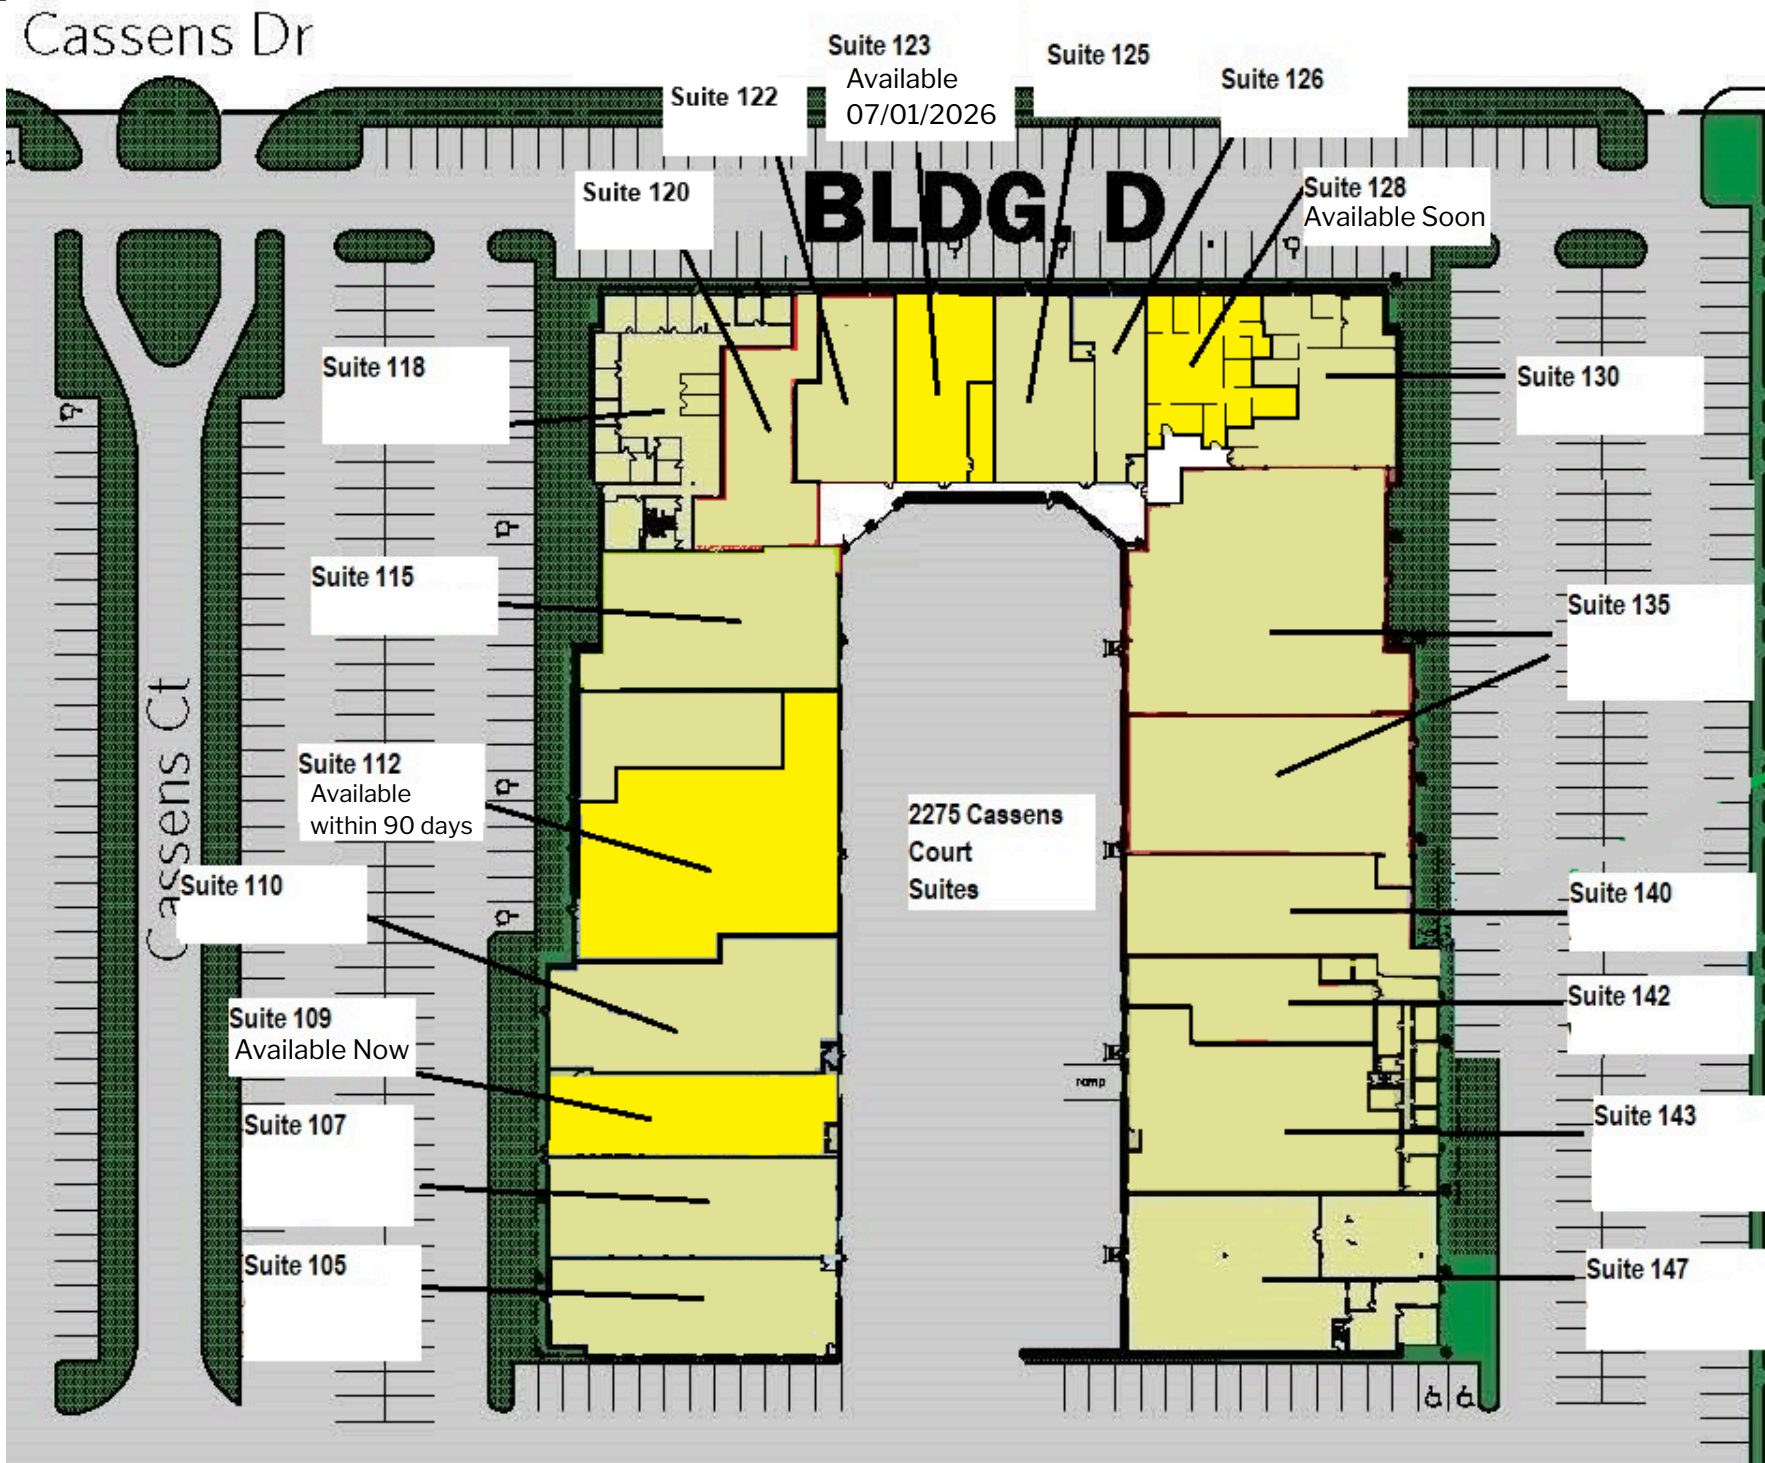 Cassens Dr
Suite 123
Available
07/01/2026
Suite 125
Suite 126
Suite 122
Suite 120
BLDG. D
Suite 128
Available Soon
Suite 118
Suite 130
Suite 115
Suite 135
Cassens Ct
Suite 112
Available
within 90 days
2275 Cassens
Court
Suites
Suite 110
Suite 140
Suite 109
Available Now
Suite 142
ramp
Suite 107
Suite 143
Suite 105
Suite 147